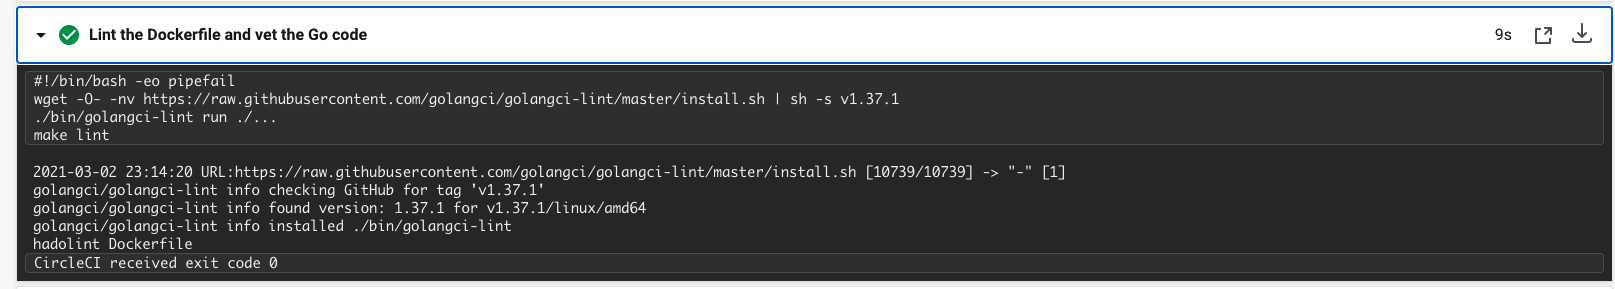 Lint the Dockerfile and vet the Go code
9s
#!/bin/bash -eo pipefail
wget -O- -nv https://raw.githubusercontent.com/golangci/golangci-lint/master/install.sh | sh -s v1.37.1
./bin/golangci-lint run ./...
make lint
2021-03-02 23:14:20 URL:https://raw.githubusercontent.com/golangci/golangci-lint/master/install.sh [10739/10739] -> "-" [1]
golangci/golangci-lint info checking GitHub for tag 'v1.37.1'
golangci/golangci-lint info found version: 1.37.1 for v1.37.1/linux/amd64
golangci/golangci-lint info installed ./bin/golangci-lint
hadolint Dockerfile
CircleCI received exit code 0